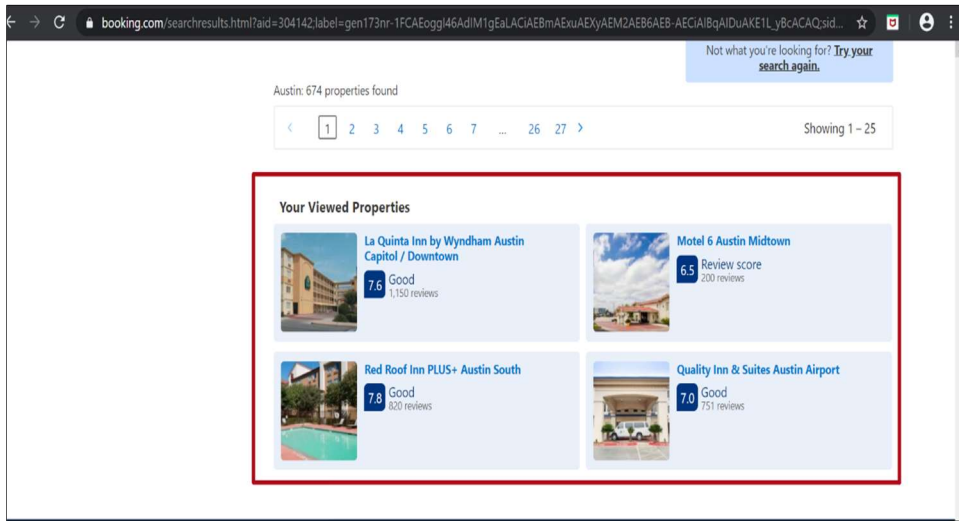 booking.com/searchresults.html?aid=304142;label=gen173nr-1FCAEoggI46AdIM1gEaLACiAEBmAExuAEXyAEM2AEB6AEB-AECiAIBqAIDuAKE1L_yBcACAQ;sid...
Not what you're looking for? Try your
search again.
Austin: 674 properties found
1 2 3 4 5 6 7 ... 26 27
Showing 1 – 25
Your Viewed Properties
La Quinta Inn by Wyndham Austin
Capitol / Downtown
7.6 Good
1,150 reviews
Motel 6 Austin Midtown
6.5 Review score
200 reviews
Red Roof Inn PLUS+ Austin South
7.8 Good
820 reviews
Quality Inn & Suites Austin Airport
7.0 Good
751 reviews